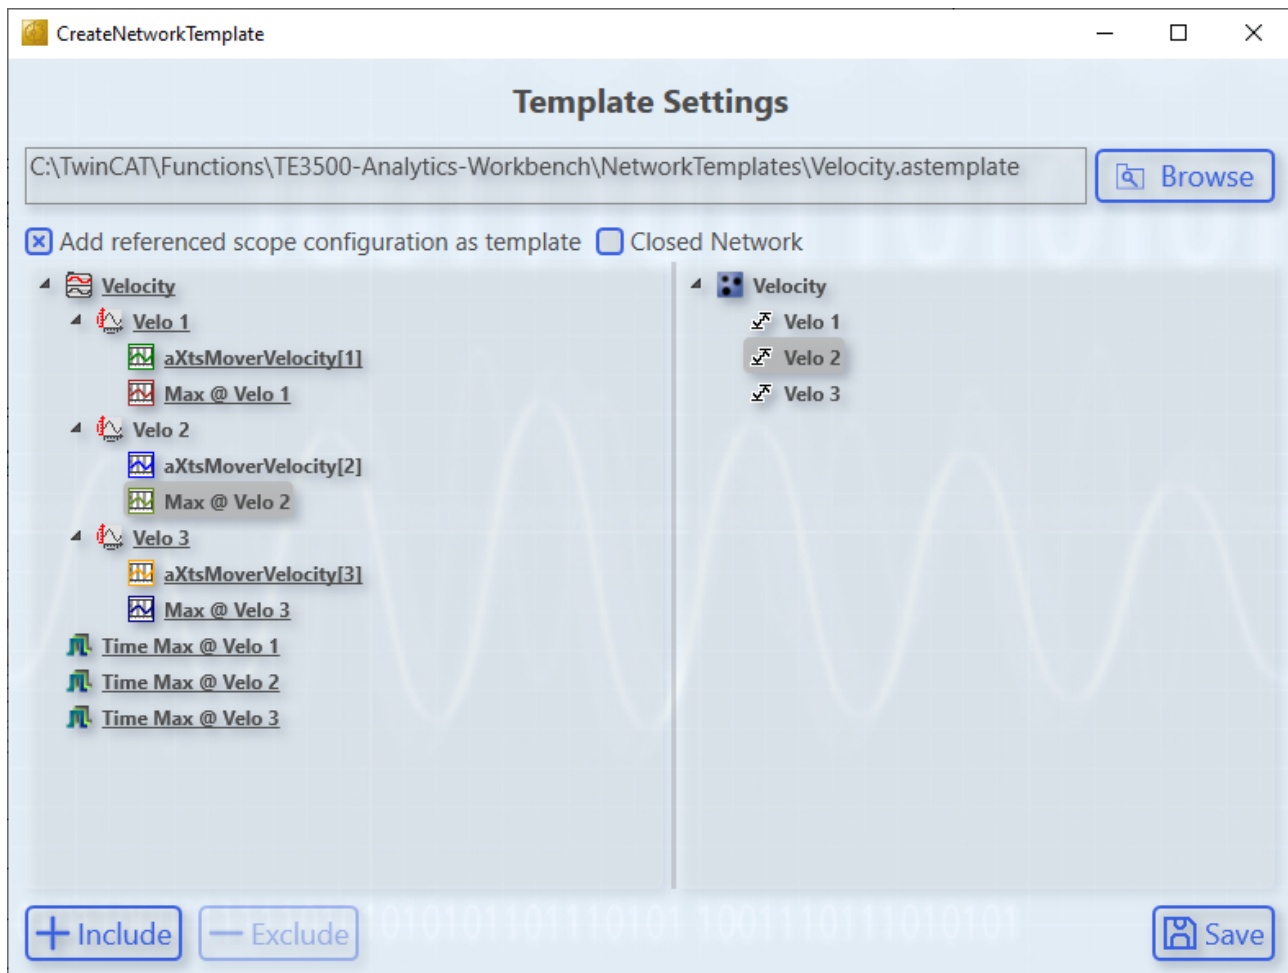 CreateNetworkTemplate
Template Settings
C:\TwinCAT\Functions\TE3500-Analytics-Workbench\NetworkTemplates\Velocity.astemplate
Browse
Add referenced scope configuration as template Closed Network
Velocity
Velo 1
aXtsMoverVelocity[1]
Max @ Velo 1
Velo 2
aXtsMoverVelocity[2]
Max @ Velo 2
Velo 3
aXtsMoverVelocity[3]
Max @ Velo 3
Time Max @ Velo 1
Time Max @ Velo 2
Time Max @ Velo 3
Velocity
Velo 1
Velo 2
Velo 3
Include
Exclude
Save